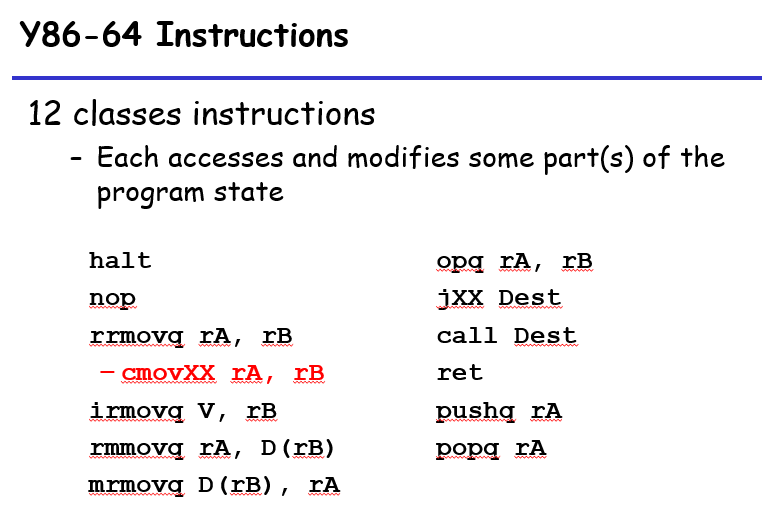 Y86-64 Instructions
12 classes instructions
– Each accesses and modifies some part(s) of the
program state
halt
nop
rrmovq rA, rB
– cmovXX rA, rB
irmovq V, rB
rmmovq rA, D(rB)
mrmovq D(rB), rA
opq rA, rB
jXX Dest
call Dest
ret
pushq rA
popq rA